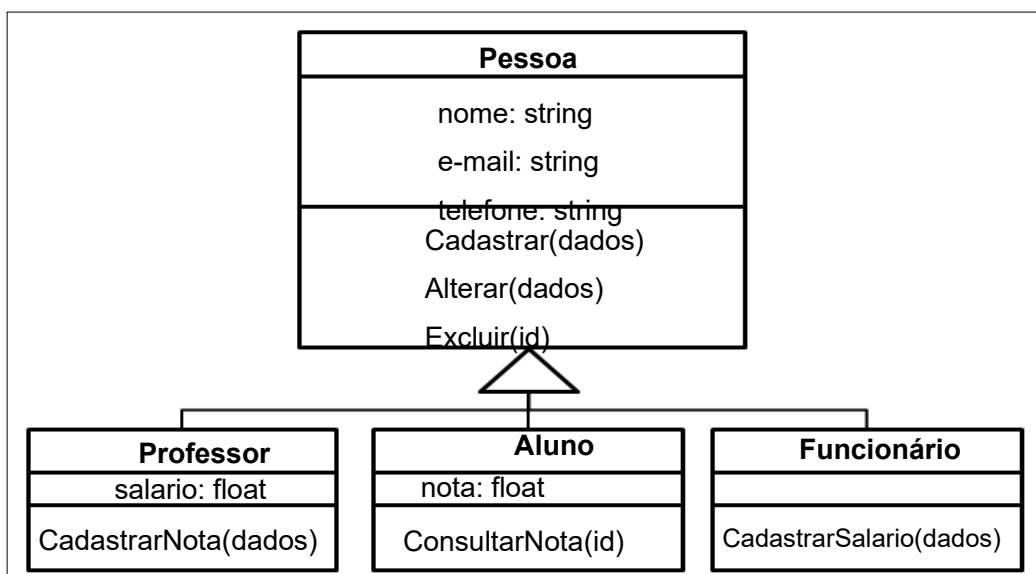 Pessoa
nome: string
e-mail: string
telefone: string
Cadastrar(dados)
Alterar(dados)
Excluir(id)
Professor
salario: float
CadastrarNota(dados)
Aluno
nota: float
ConsultarNota(id)
Funcionário
CadastrarSalario(dados)